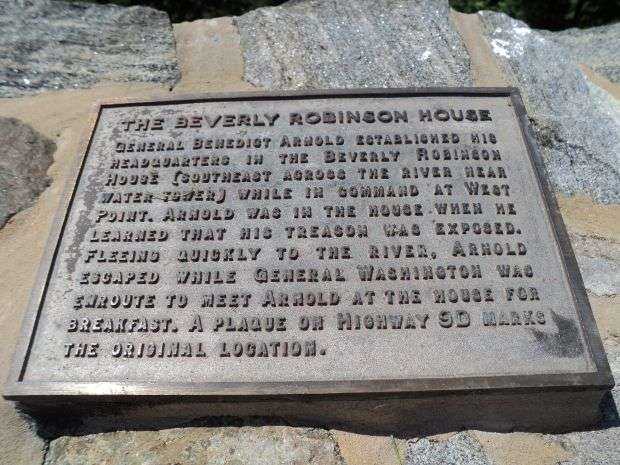 THE BEVERLY ROBINSON HOUSE
GENERAL BENEDICT ARNOLD ESTABLISHED HIS
HEADQUARTERS IN THE BEVERLY ROBINSON
HOUSE (SOUTHEAST ACROSS THE RIVER NEAR
WATER TOWER) WHILE IN COMMAND AT WEST
POINT. ARNOLD WAS IN THE HOUSE WHEN HE
LEARNED THAT HIS TREASON WAS EXPOSED.
FLEEING QUICKLY TO THE RIVER, ARNOLD
ESCAPED WHILE GENERAL WASHINGTON WAS
ENROUTE TO MEET ARNOLD AT THE HOUSE FOR
BREAKFAST. A PLAQUE ON HIGHWAY 9D MARKS
THE ORIGINAL LOCATION.